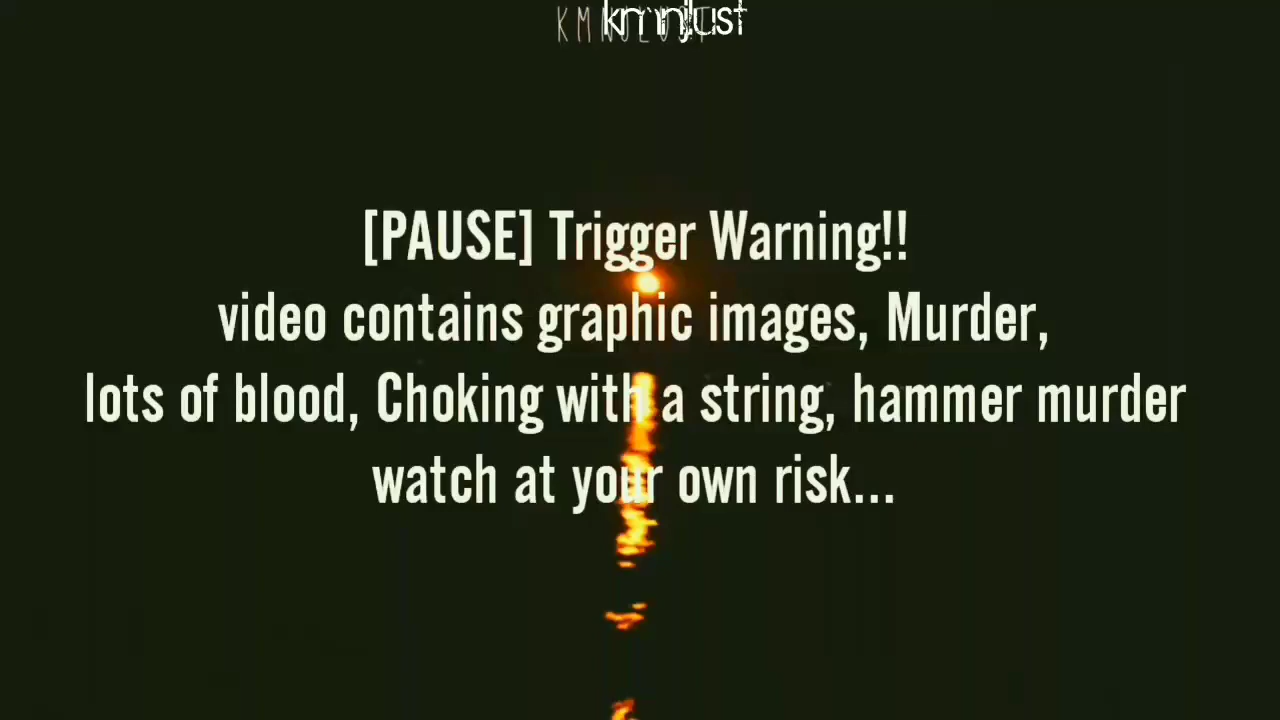 kmnjust
[PAUSE] Trigger Warning!!
video contains graphic images, Murder,
lots of blood, Choking with a string, hammer murder
watch at your own risk...